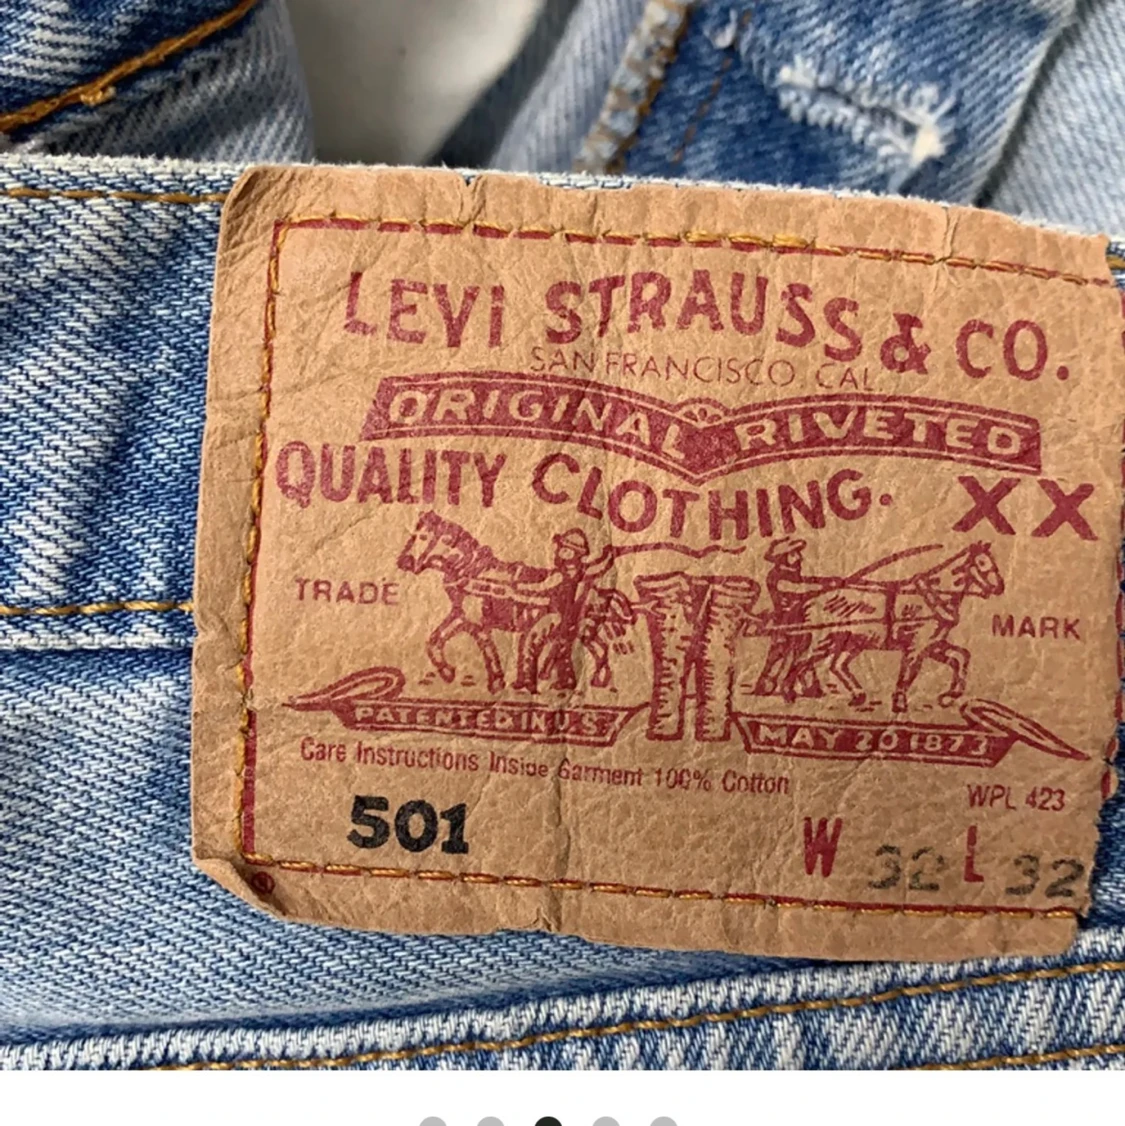 LEVI STRAUSS & CO.
SAN FRANCISCO, CAL.
ORIGINAL RIVETED
QUALITY CLOTHING. XX
TRADE MARK
PATENTED IN U.S. MAY 20 1873
Care Instructions Inside Garment 100% Cotton
WPL 423
501 W 32 L 32
®